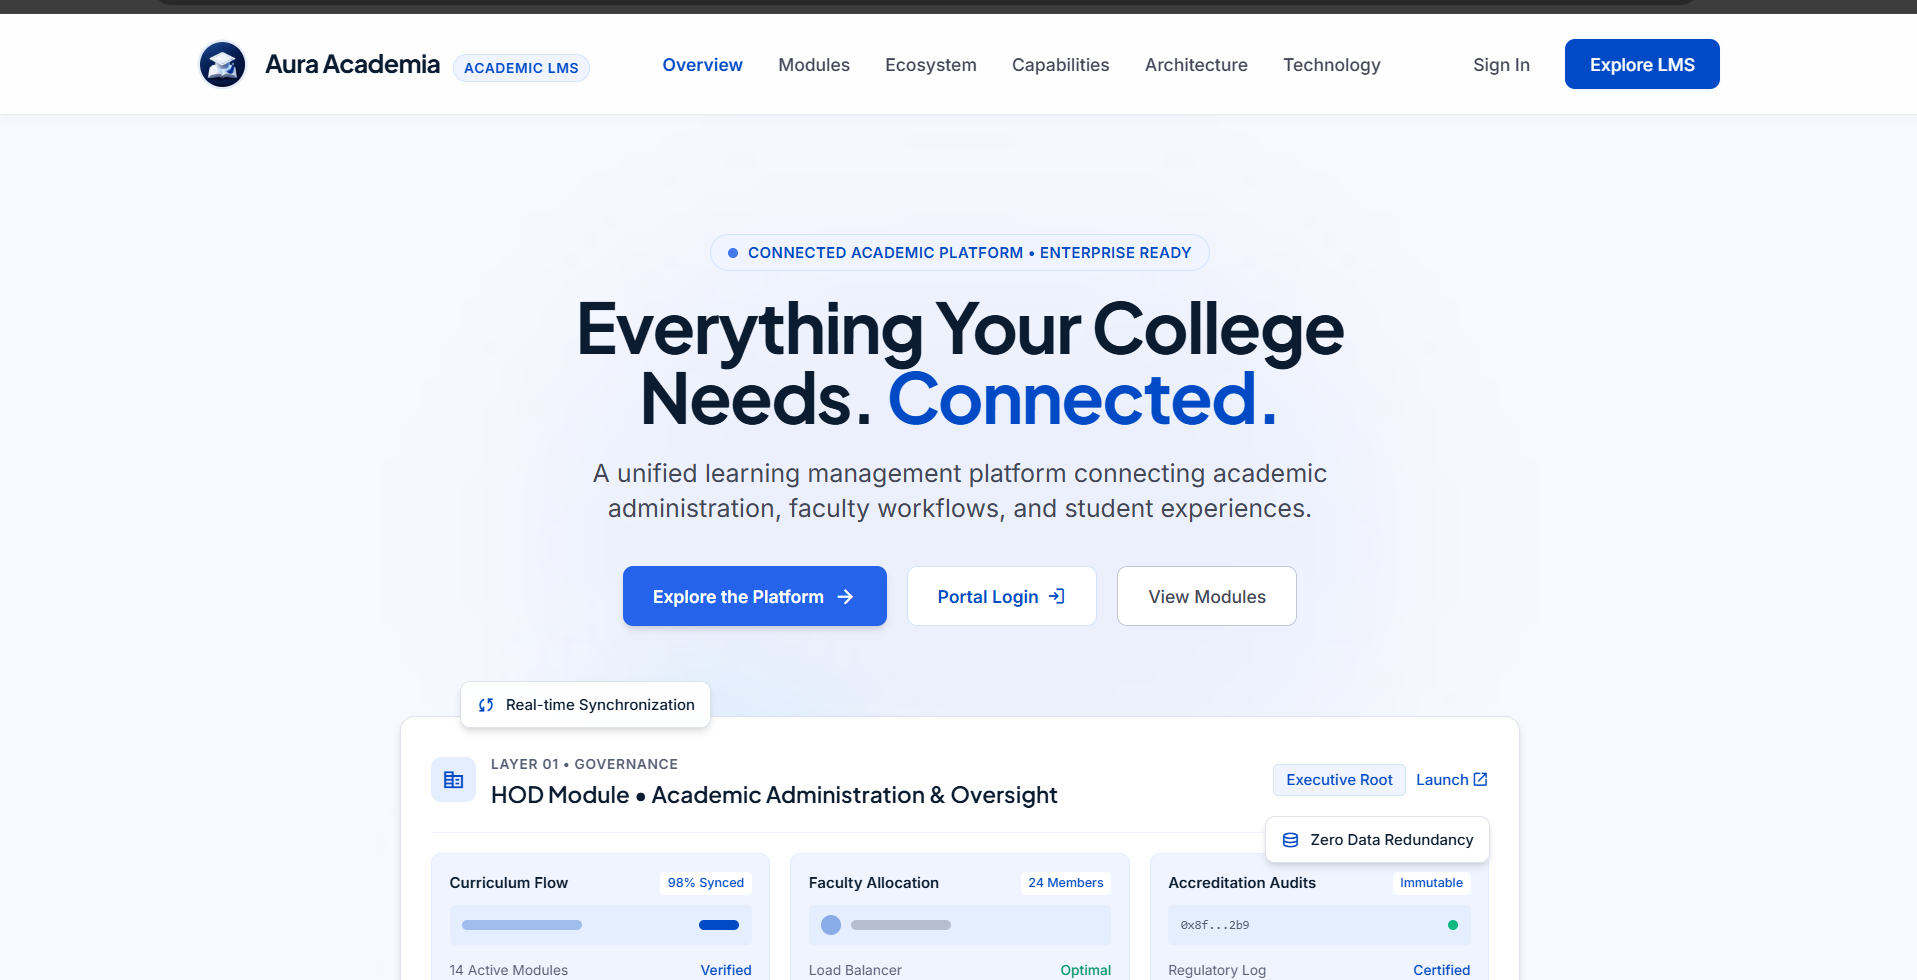 Aura Academia ACADEMIC LMS Overview Modules Ecosystem Capabilities Architecture Technology Sign In Explore LMS
CONNECTED ACADEMIC PLATFORM • ENTERPRISE READY
Everything Your College
Needs. Connected.
A unified learning management platform connecting academic
administration, faculty workflows, and student experiences.
Explore the Platform → Portal Login View Modules
Real-time Synchronization
LAYER 01 • GOVERNANCE
HOD Module • Academic Administration & Oversight
Executive Root Launch
Zero Data Redundancy
Curriculum Flow 98% Synced
14 Active Modules Verified
Faculty Allocation 24 Members
Load Balancer Optimal
Accreditation Audits Immutable
0x8f...2b9
Regulatory Log Certified